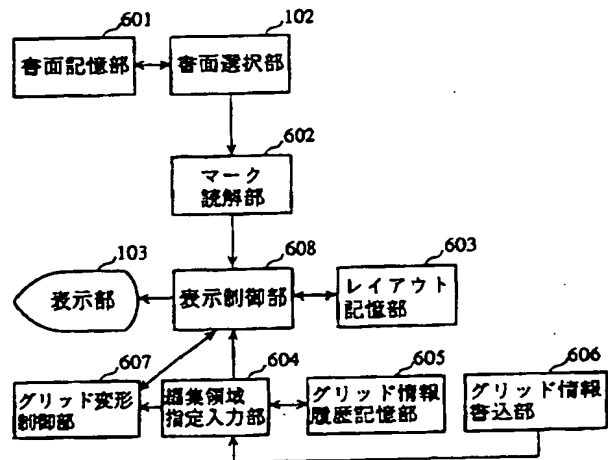 601
102
書面記憶部
書面選択部
602
マーク
読解部
103
608
603
表示部
表示制御部
レイアウト
記憶部
607
604
605
606
グリッド変形
制御部
編集領域
指定入力部
グリッド情報
履歴記憶部
グリッド情報
書込部